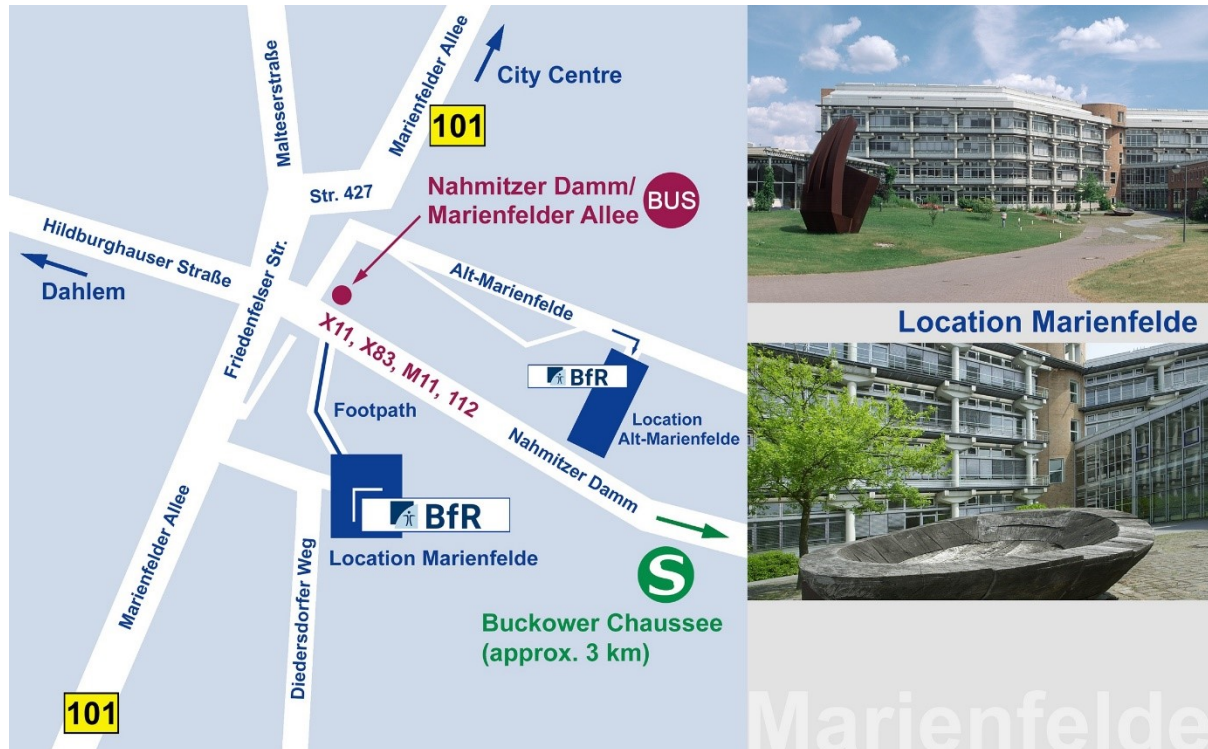 Malteserstraße
Marienfelder Allee
City Centre
101
Str. 427
Nahmitzer Damm/
Marienfelder Allee
BUS
Hildburghauser Straße
Dahlem
Friedenfelser Str.
Alt-Marienfelde
X11, X83, M11, 112
BfR
Location
Alt-Marienfelde
Footpath
Nahmitzer Damm
BfR
Location Marienfelde
Marienfelder Allee
Diedersdorfer Weg
S
Buckower Chaussee
(approx. 3 km)
101
Location Marienfelde
Marienfelde